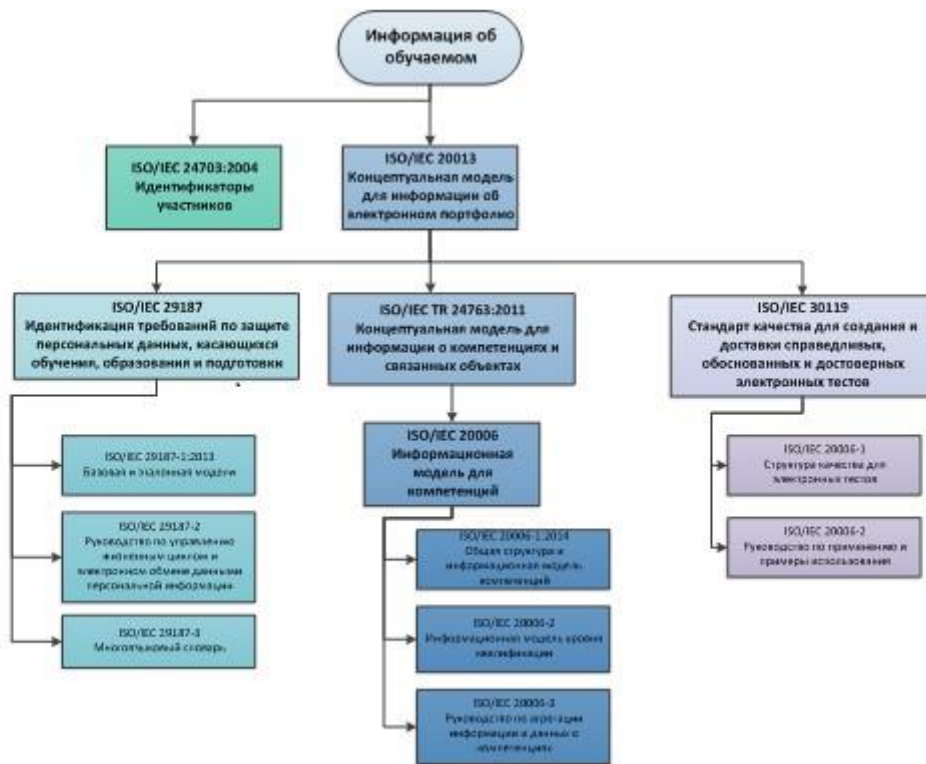 Информация об
обучаемом
ISO/IEC 24703:2004
Идентификаторы
участников
ISO/IEC 20013
Концептуальная модель
для информации об
электронном портфолио
ISO/IEC 29187
Идентификация требований по защите
персональных данных, касающихся
обучения, образования и подготовки
ISO/IEC TR 24763:2011
Концептуальная модель для
информации о компетенциях и
связанных объектах
ISO/IEC 30119
Стандарт качества для создания и
доставки справедливых,
обоснованных и достоверных
электронных тестов
ISO/IEC 29187-1:2013
Базовая и эталонная модели
ISO/IEC 29187-2
Руководство по управлению
жизненным циклом и
электронном обмене данными
персональной информации
ISO/IEC 29187-3
Многоязыковый словарь
ISO/IEC 20006
Информационная
модель для
компетенций
ISO/IEC 20006-1:2014
Общая структура и
информационная модель
компетенций
ISO/IEC 20006-2
Информационная модель уровня
квалификации
ISO/IEC 20006-3
Руководство по агрегации
информации и данных о
компетенциях
ISO/IEC 20006-1
Структура качества для
электронных тестов
ISO/IEC 20006-2
Руководство по применению и
примеры использования